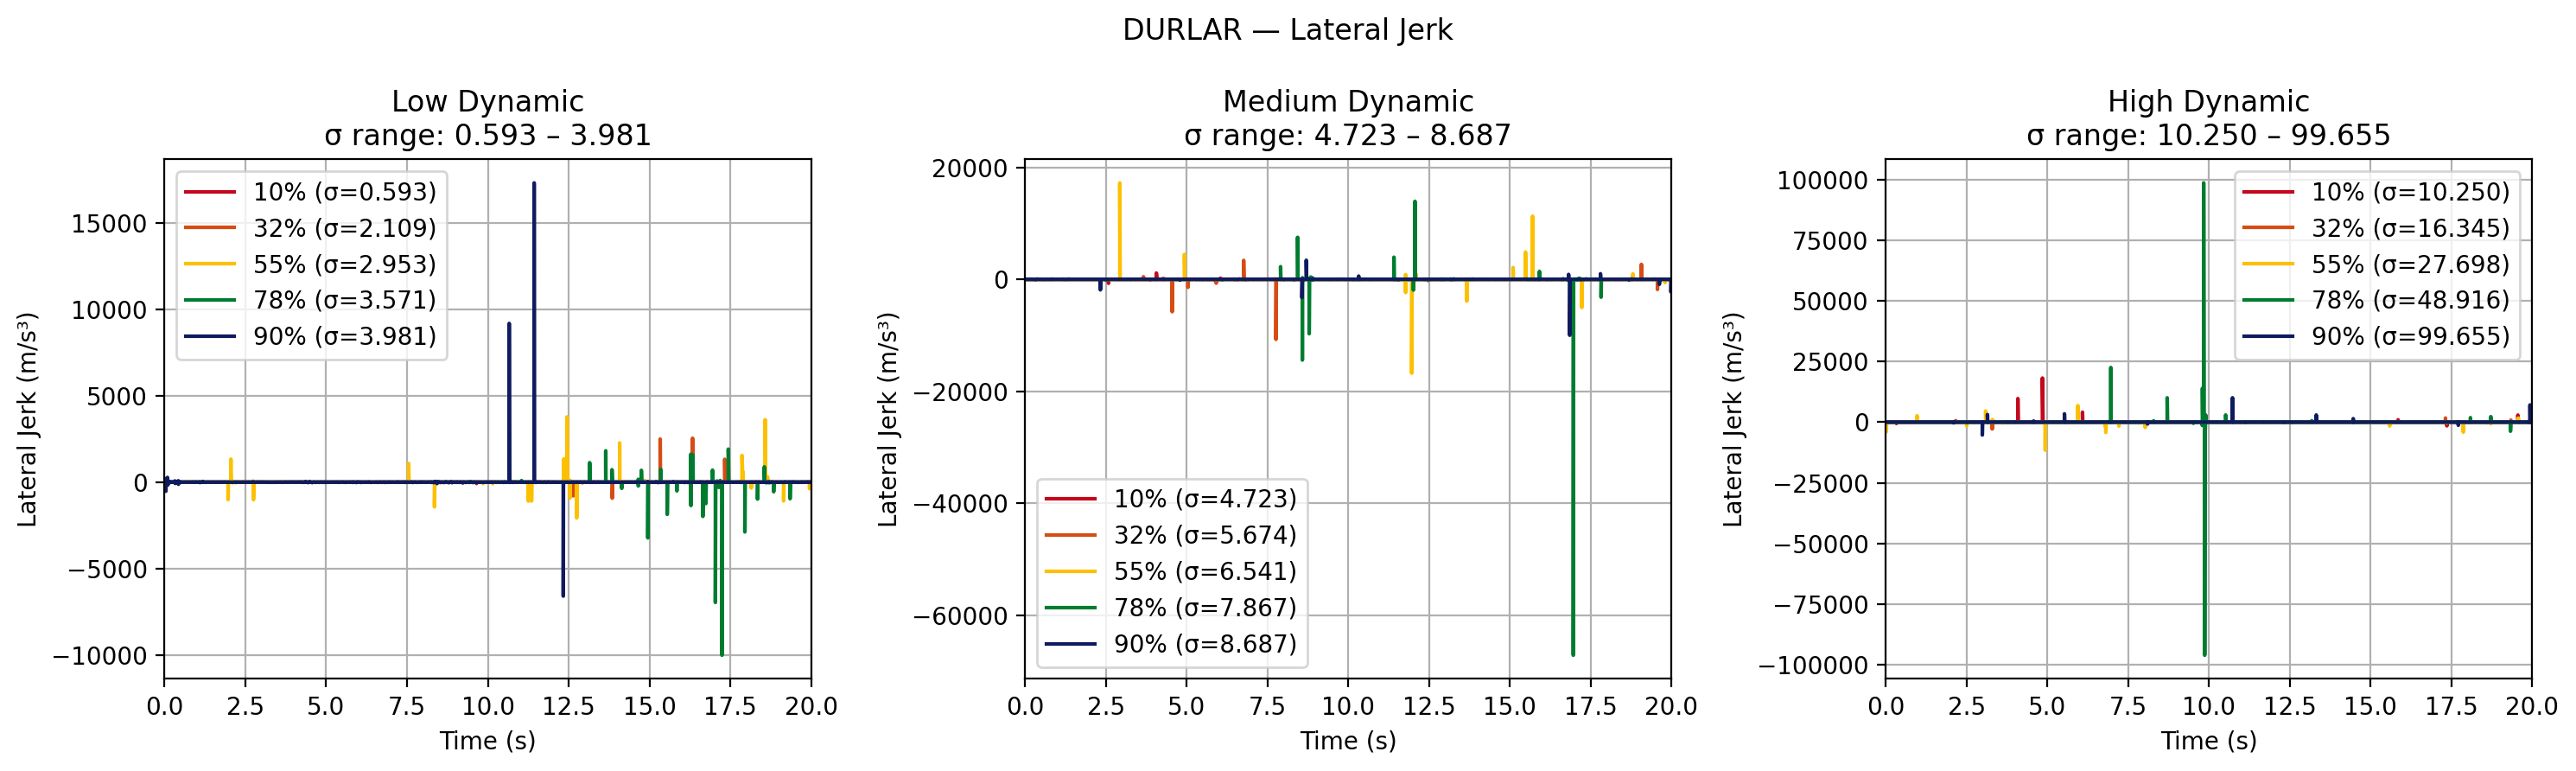 DURLAR — Lateral Jerk
Low Dynamic
σ range: 0.593 – 3.981
Lateral Jerk (m/s³)
15000
10000
5000
0
−5000
−10000
10% (σ=0.593)
32% (σ=2.109)
55% (σ=2.953)
78% (σ=3.571)
90% (σ=3.981)
0.0 2.5 5.0 7.5 10.0 12.5 15.0 17.5 20.0
Time (s)
Medium Dynamic
σ range: 4.723 – 8.687
Lateral Jerk (m/s³)
20000
0
−20000
−40000
−60000
10% (σ=4.723)
32% (σ=5.674)
55% (σ=6.541)
78% (σ=7.867)
90% (σ=8.687)
0.0 2.5 5.0 7.5 10.0 12.5 15.0 17.5 20.0
Time (s)
High Dynamic
σ range: 10.250 – 99.655
Lateral Jerk (m/s³)
100000
75000
50000
25000
0
−25000
−50000
−75000
−100000
10% (σ=10.250)
32% (σ=16.345)
55% (σ=27.698)
78% (σ=48.916)
90% (σ=99.655)
0.0 2.5 5.0 7.5 10.0 12.5 15.0 17.5 20.0
Time (s)